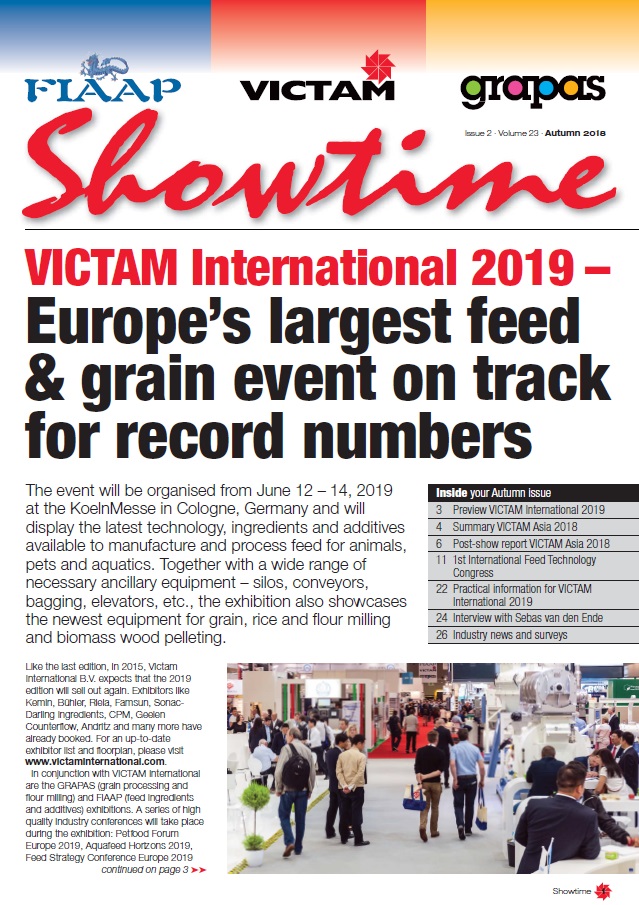 FIAAP
VICTAM
grapas
Issue 2 · Volume 23 · Autumn 2018
Showtime
VICTAM International 2019 –
Europe's largest feed
& grain event on track
for record numbers
The event will be organised from June 12 – 14, 2019
at the KoelnMesse in Cologne, Germany and will
display the latest technology, ingredients and additives
available to manufacture and process feed for animals,
pets and aquatics. Together with a wide range of
necessary ancillary equipment – silos, conveyors,
bagging, elevators, etc., the exhibition also showcases
the newest equipment for grain, rice and flour milling
and biomass wood pelleting.
Inside your Autumn issue
3 Preview VICTAM International 2019
4 Summary VICTAM Asia 2018
6 Post-show report VICTAM Asia 2018
11 1st International Feed Technology
Congress
22 Practical information for VICTAM
International 2019
24 Interview with Sebas van den Ende
26 Industry news and surveys
Like the last edition, in 2015, Victam
International B.V. expects that the 2019
edition will sell out again. Exhibitors like
Kemin, Bühler, Riela, Famsun, Sonac-
Darling Ingredients, CPM, Geelen
Counterflow, Andritz and many more have
already booked. For an up-to-date
exhibitor list and floorplan, please visit
www.victaminternational.com.
In conjunction with VICTAM International
are the GRAPAS (grain processing and
flour milling) and FIAAP (feed ingredients
and additives) exhibitions. A series of high
quality industry conferences will take place
during the exhibition: Petfood Forum
Europe 2019, Aquafeed Horizons 2019,
Feed Strategy Conference Europe 2019
continued on page 3
Showtime 1